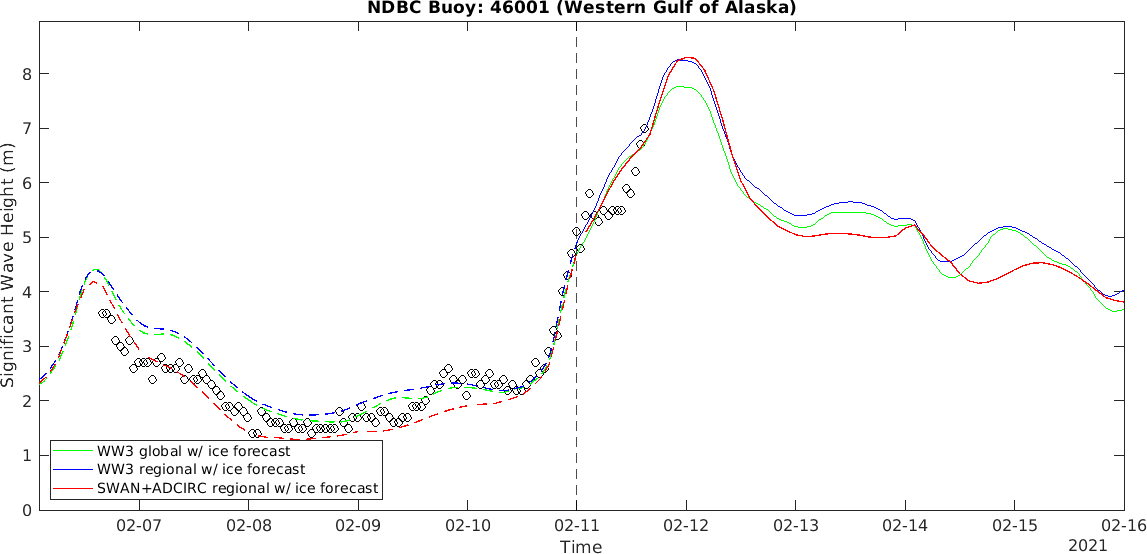 NDBC Buoy: 46001 (Western Gulf of Alaska)
Significant Wave Height (m)
8
7
6
5
4
3
2
1
0
WW3 global w/ ice forecast
WW3 regional w/ ice forecast
SWAN+ADCIRC regional w/ ice forecast
02-07 02-08 02-09 02-10 02-11 02-12 02-13 02-14 02-15 02-16
Time
2021